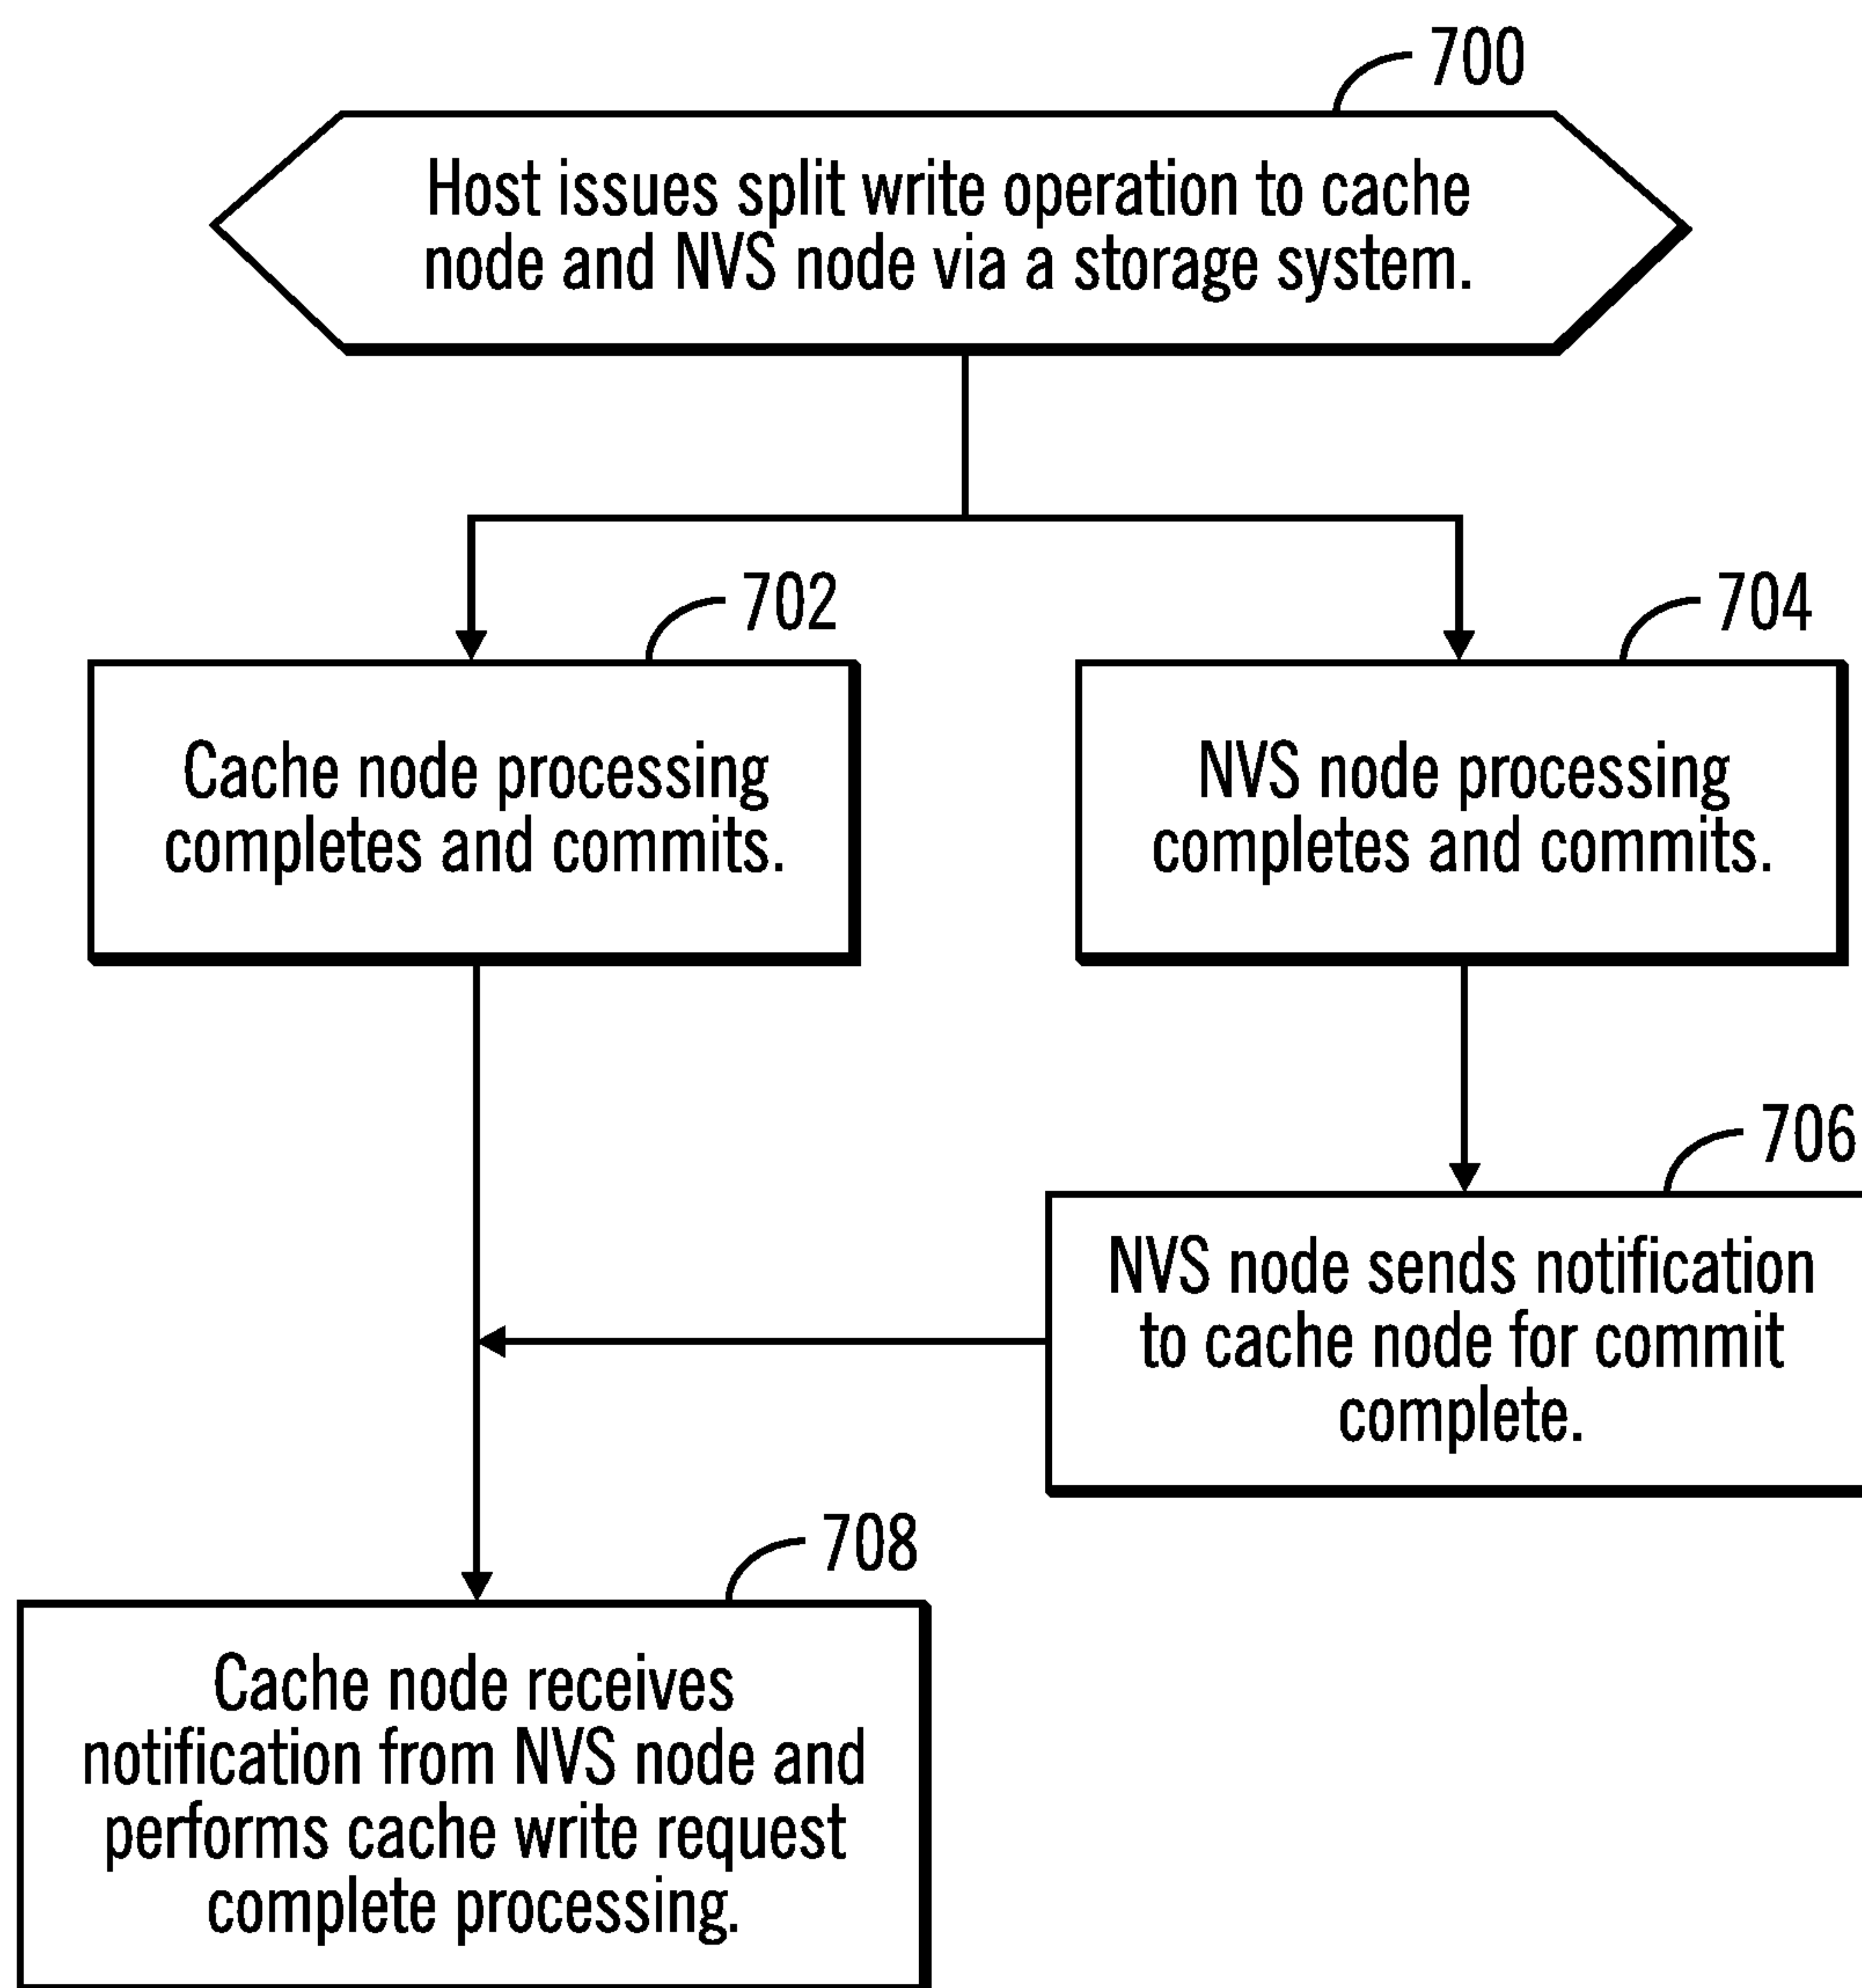 700
Host issues split write operation to cache
node and NVS node via a storage system.
702
Cache node processing
completes and commits.
704
NVS node processing
completes and commits.
706
NVS node sends notification
to cache node for commit
complete.
708
Cache node receives
notification from NVS node and
performs cache write request
complete processing.